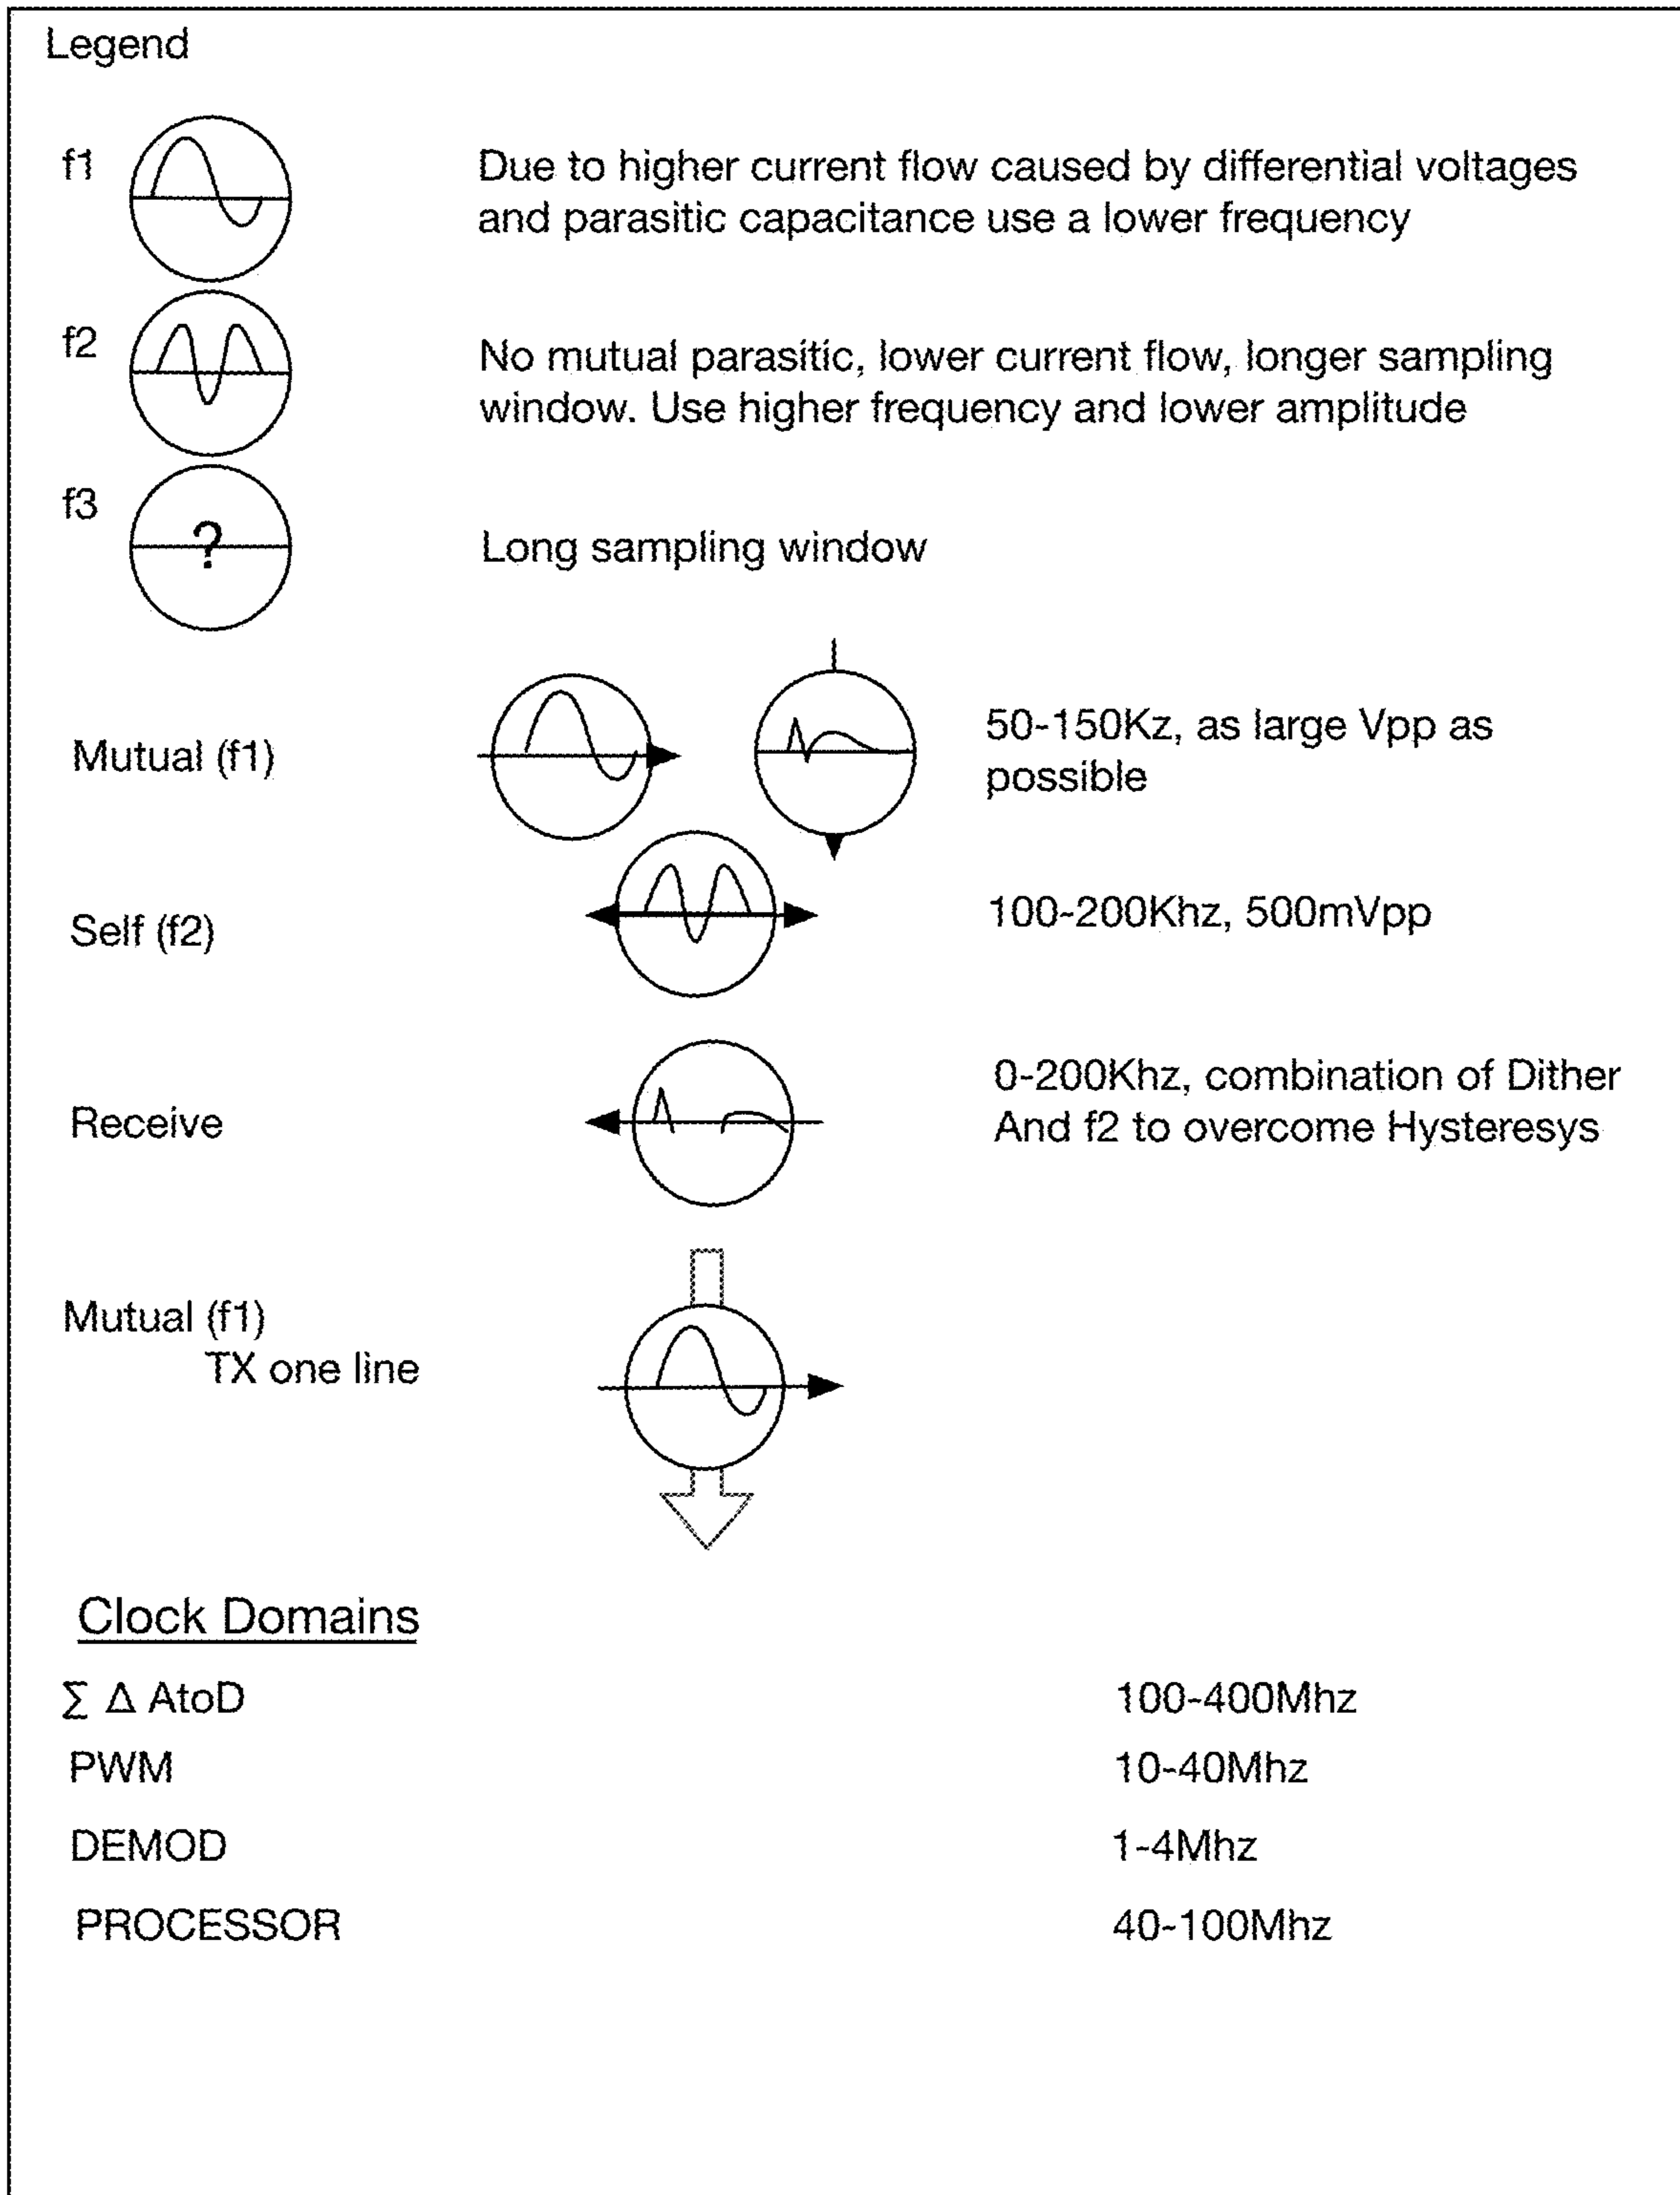 Legend
f1
Due to higher current flow caused by differential voltages
and parasitic capacitance use a lower frequency
f2
No mutual parasitic, lower current flow, longer sampling
window. Use higher frequency and lower amplitude
f3
?
Long sampling window
Mutual (f1)
50-150Kz, as large Vpp as
possible
Self (f2)
100-200Khz, 500mVpp
Receive
0-200Khz, combination of Dither
And f2 to overcome Hysteresys
Mutual (f1)
TX one line
Clock Domains
∑ Δ AtoD 100-400Mhz
PWM 10-40Mhz
DEMOD 1-4Mhz
PROCESSOR 40-100Mhz